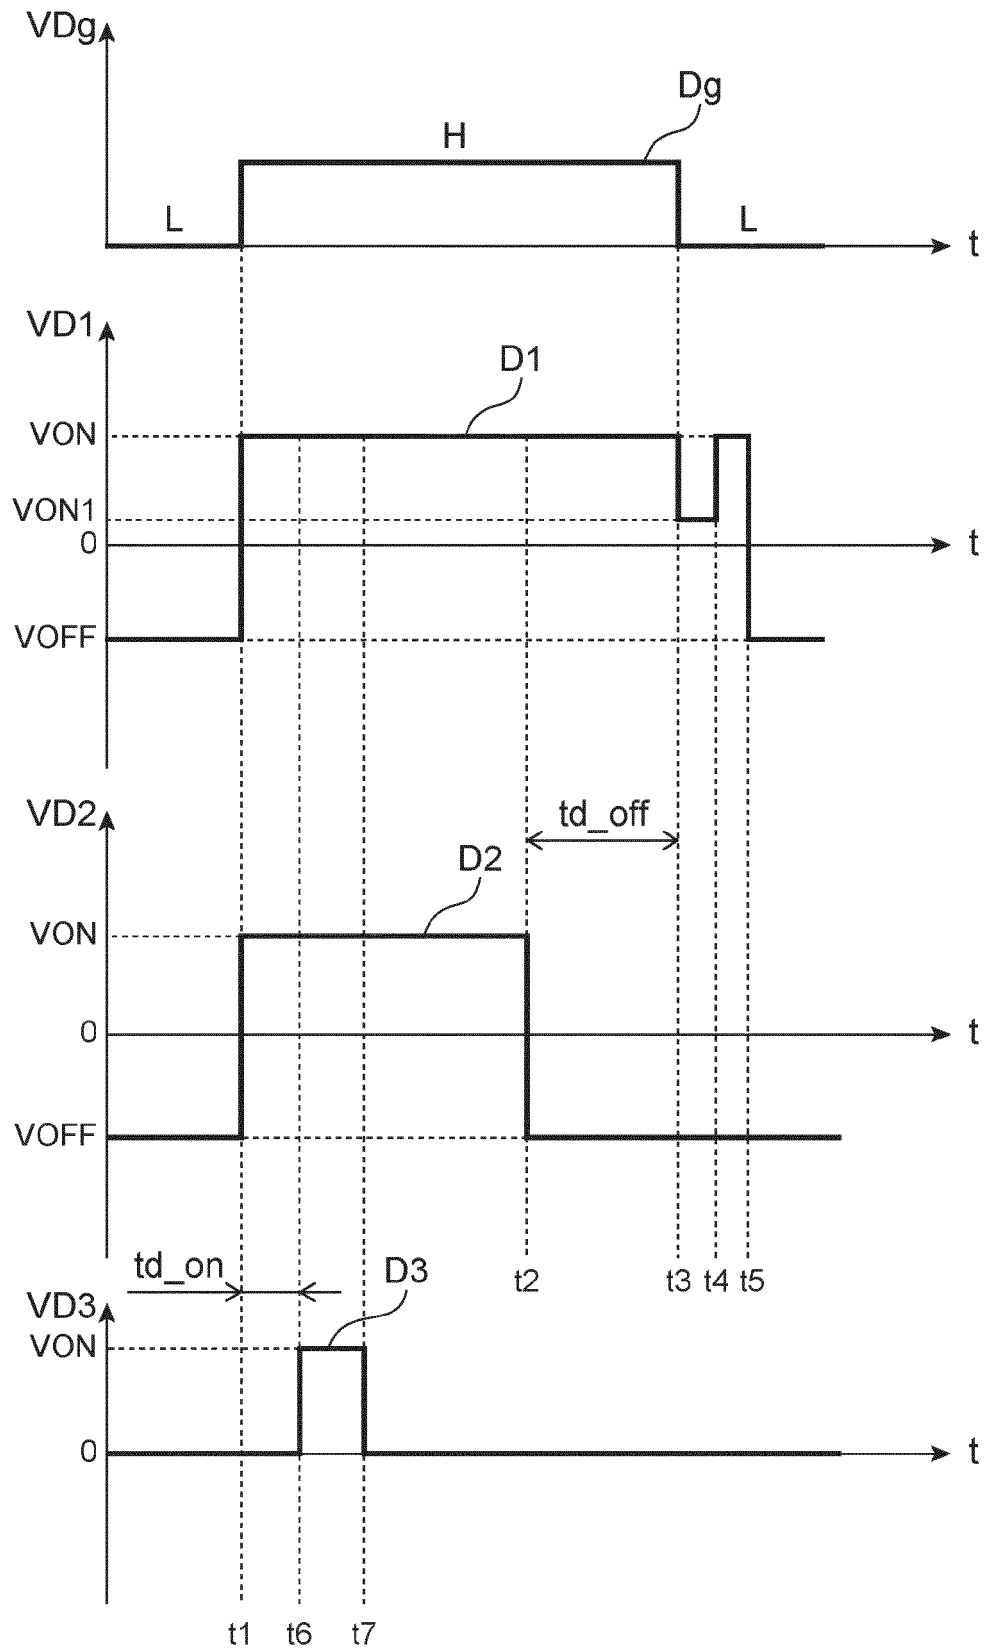 VDg
Dg
H
L
L
t
VD1
D1
VON
VON1
0
t
VOFF
VD2
td_off
D2
VON
0
t
VOFF
t2
t3
t4
t5
td_on
D3
VD3
VON
0
t
t1
t6
t7